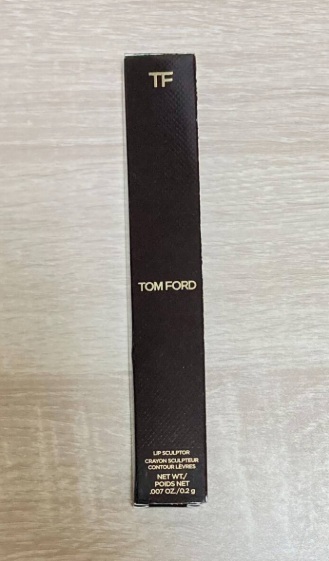 TF
TOM FORD
LIP SCULPTOR
CRAYON SCULPTEUR
CONTOUR LÈVRES
NET WT./
POIDS NET
.007 OZ./0.2 g